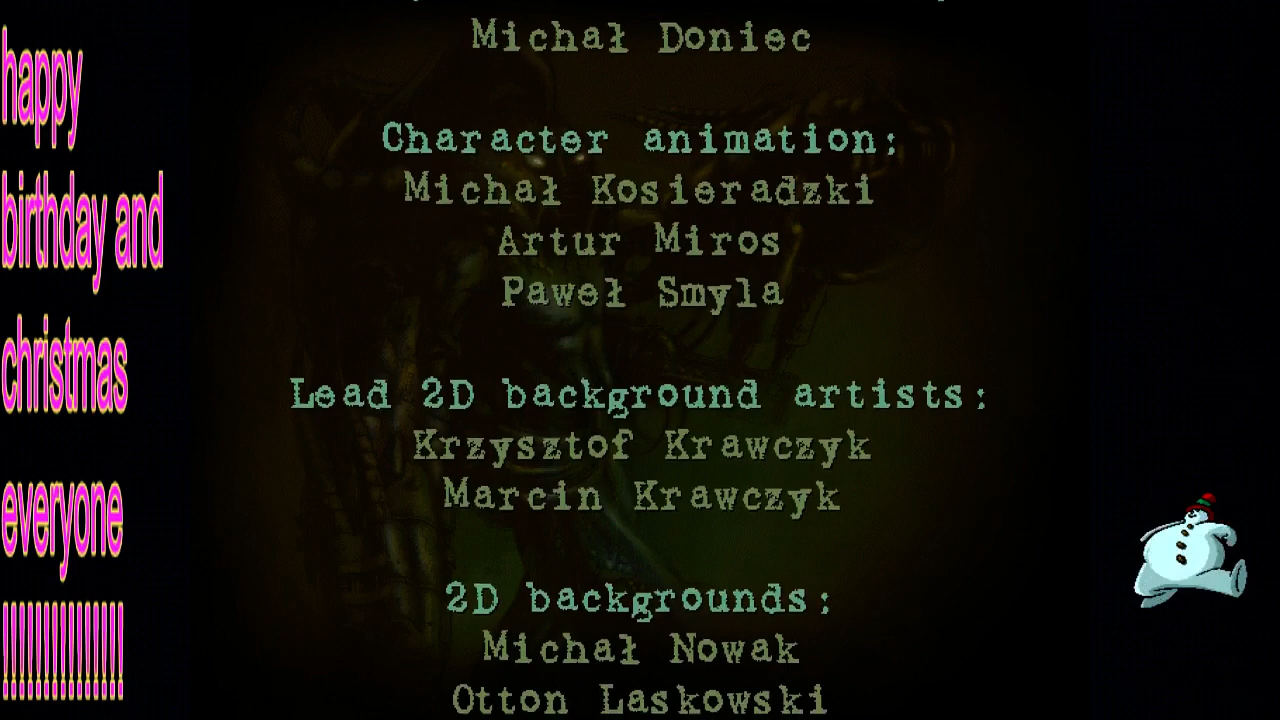 happy
birthday and
christmas
everyone
!!!!!!!!!!!!!!
Michał Doniec
Character animation:
Michał Kosieradzki
Artur Miros
Paweł Smyla
Lead 2D background artists:
Krzysztof Krawczyk
Marcin Krawczyk
2D backgrounds:
Michał Nowak
Otton Laskowski